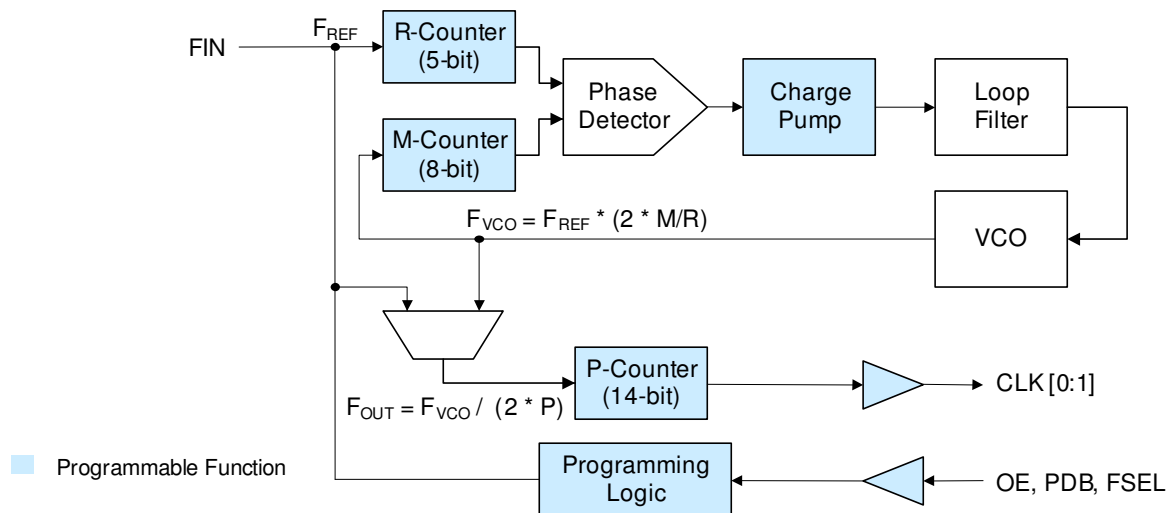 FIN
F_REF
R-Counter
(5-bit)
Phase
Detector
Charge
Pump
Loop
Filter
M-Counter
(8-bit)
F_VCO = F_REF * (2 * M/R)
VCO
P-Counter
(14-bit)
CLK [0:1]
F_OUT = F_VCO / (2 * P)
Programmable Function
Programming
Logic
OE, PDB, FSEL